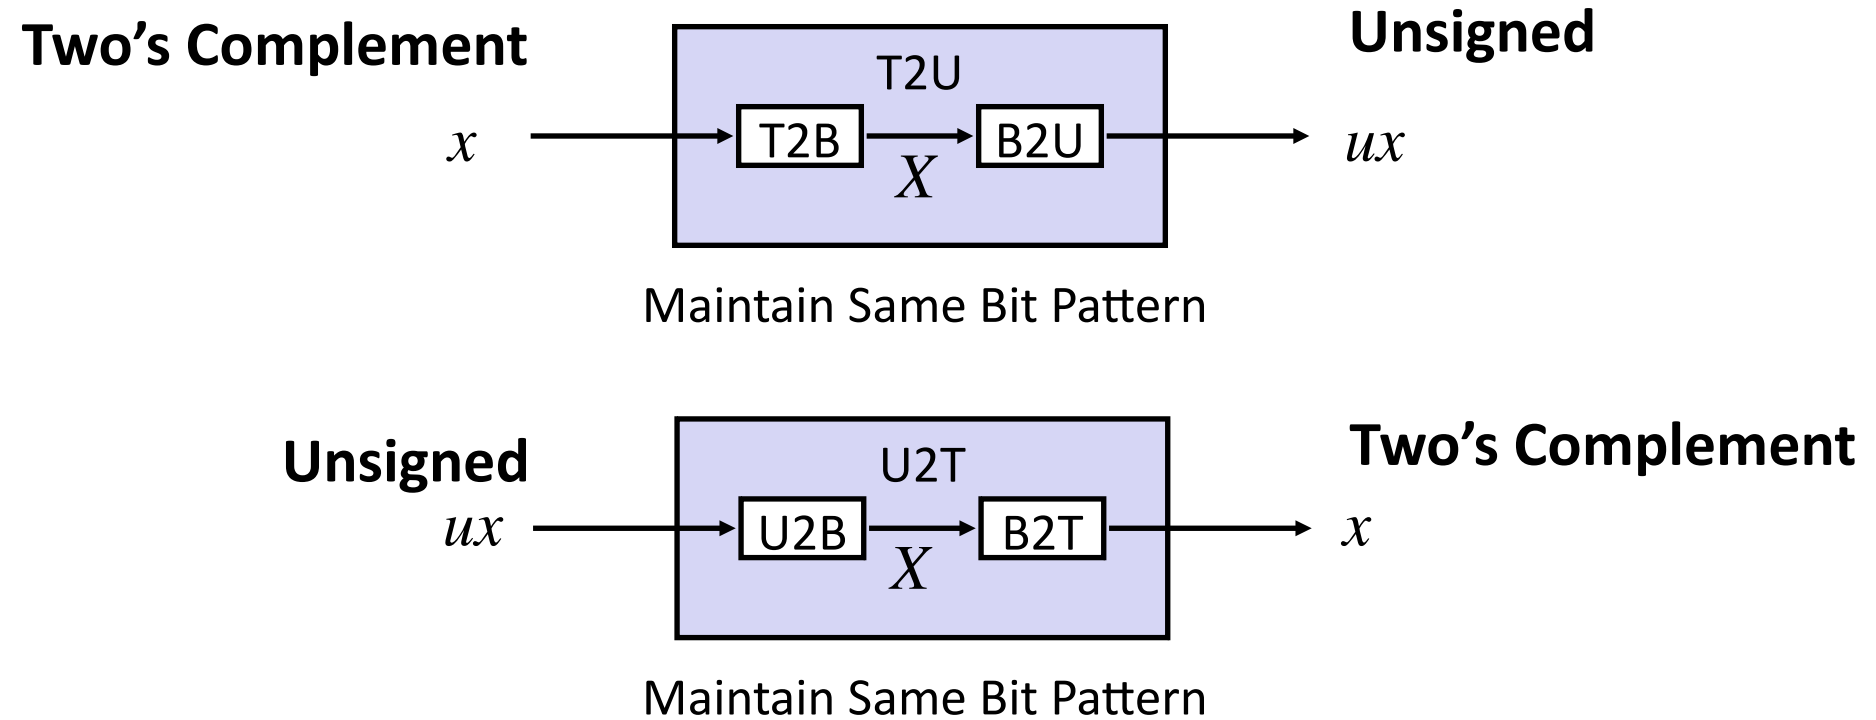 Two’s Complement
Unsigned
T2U
x
T2B
X
B2U
ux
Maintain Same Bit Pattern
Unsigned
Two’s Complement
U2T
ux
U2B
X
B2T
x
Maintain Same Bit Pattern